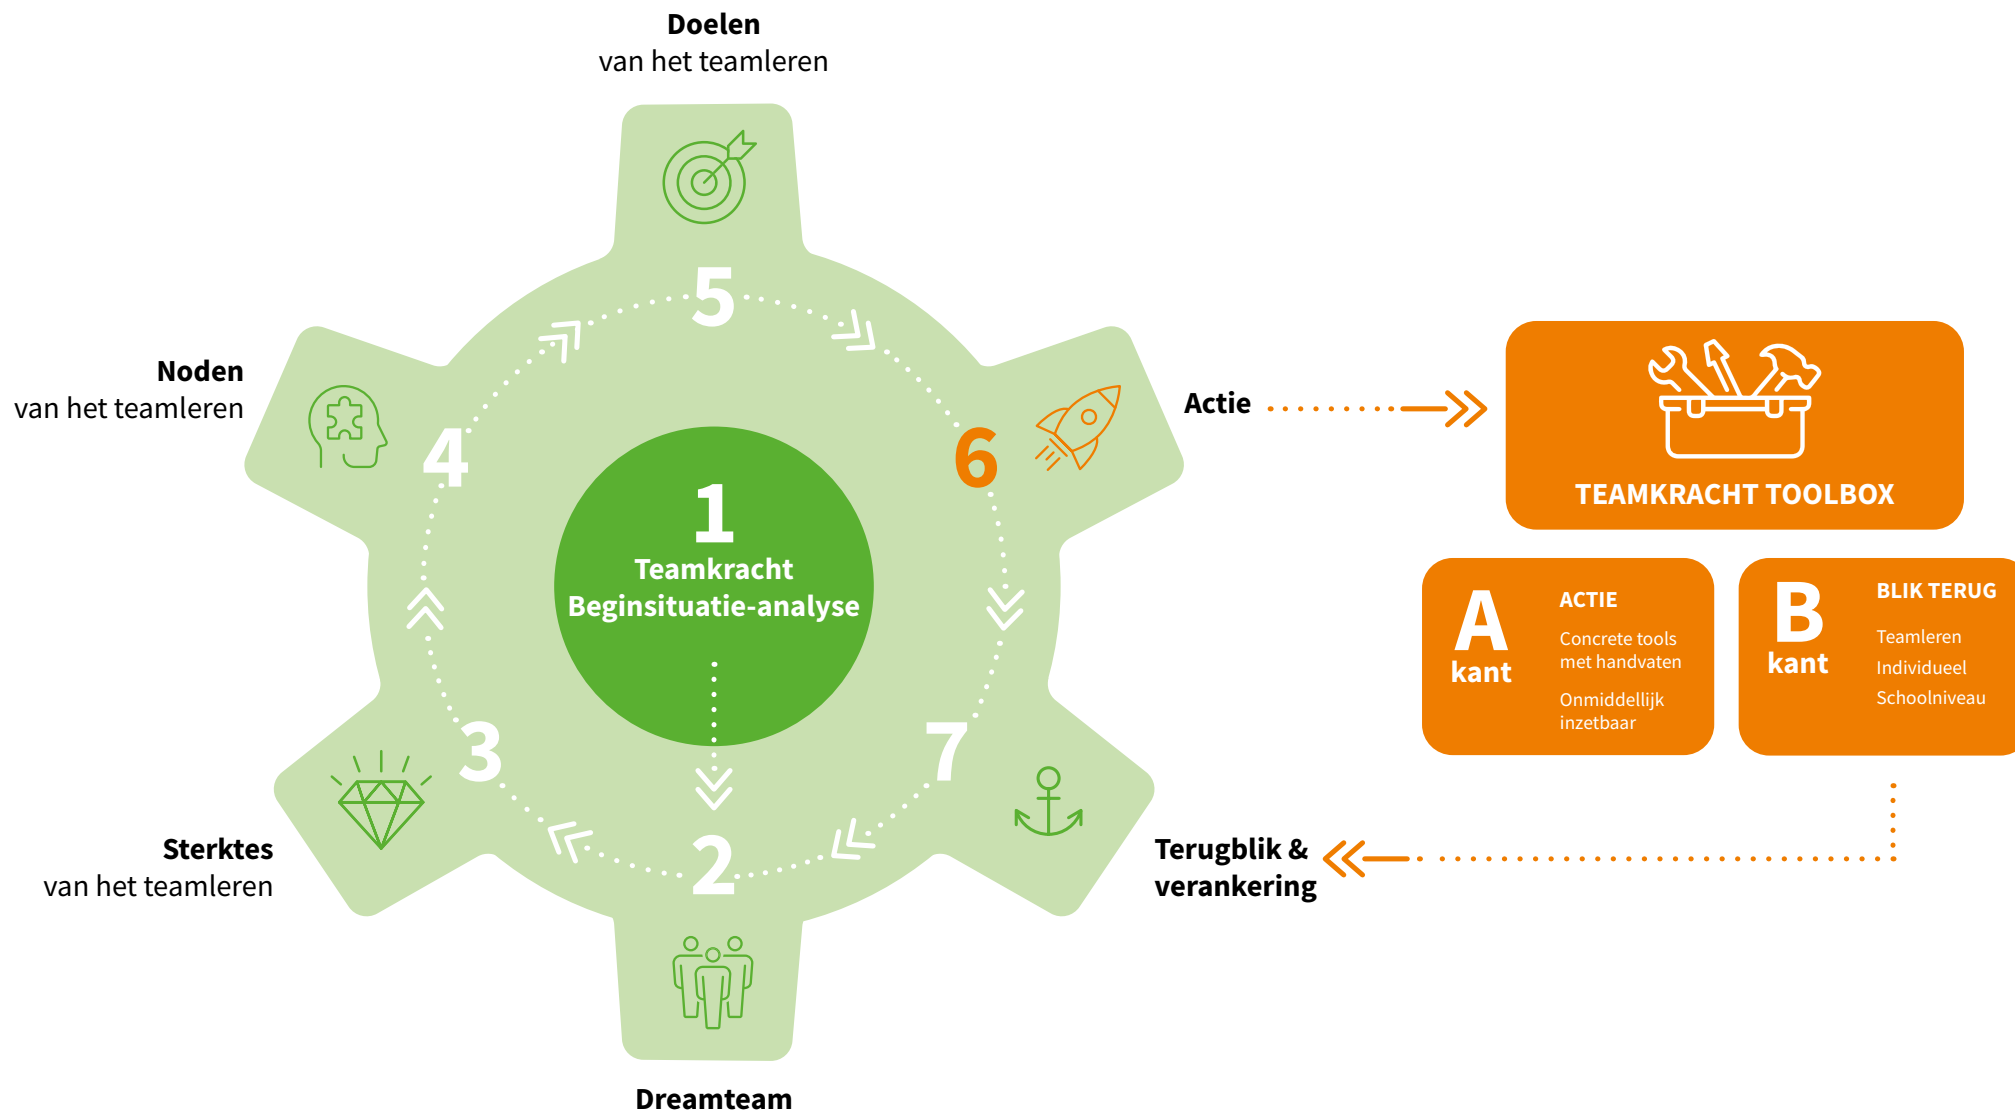 Doelen
van het teamleren
5
Noden
van het teamleren
4
6
Actie
1
Teamkracht
Beginsituatie-analyse
3
7
2
Sterktes
van het teamleren
Terugblik &
verankering
Dreamteam
TEAMKRACHT TOOLBOX
A
kant
ACTIE
Concrete tools
met handvaten
Onmiddellijk
inzetbaar
B
kant
BLIK TERUG
Teamleren
Individueel
Schoolniveau